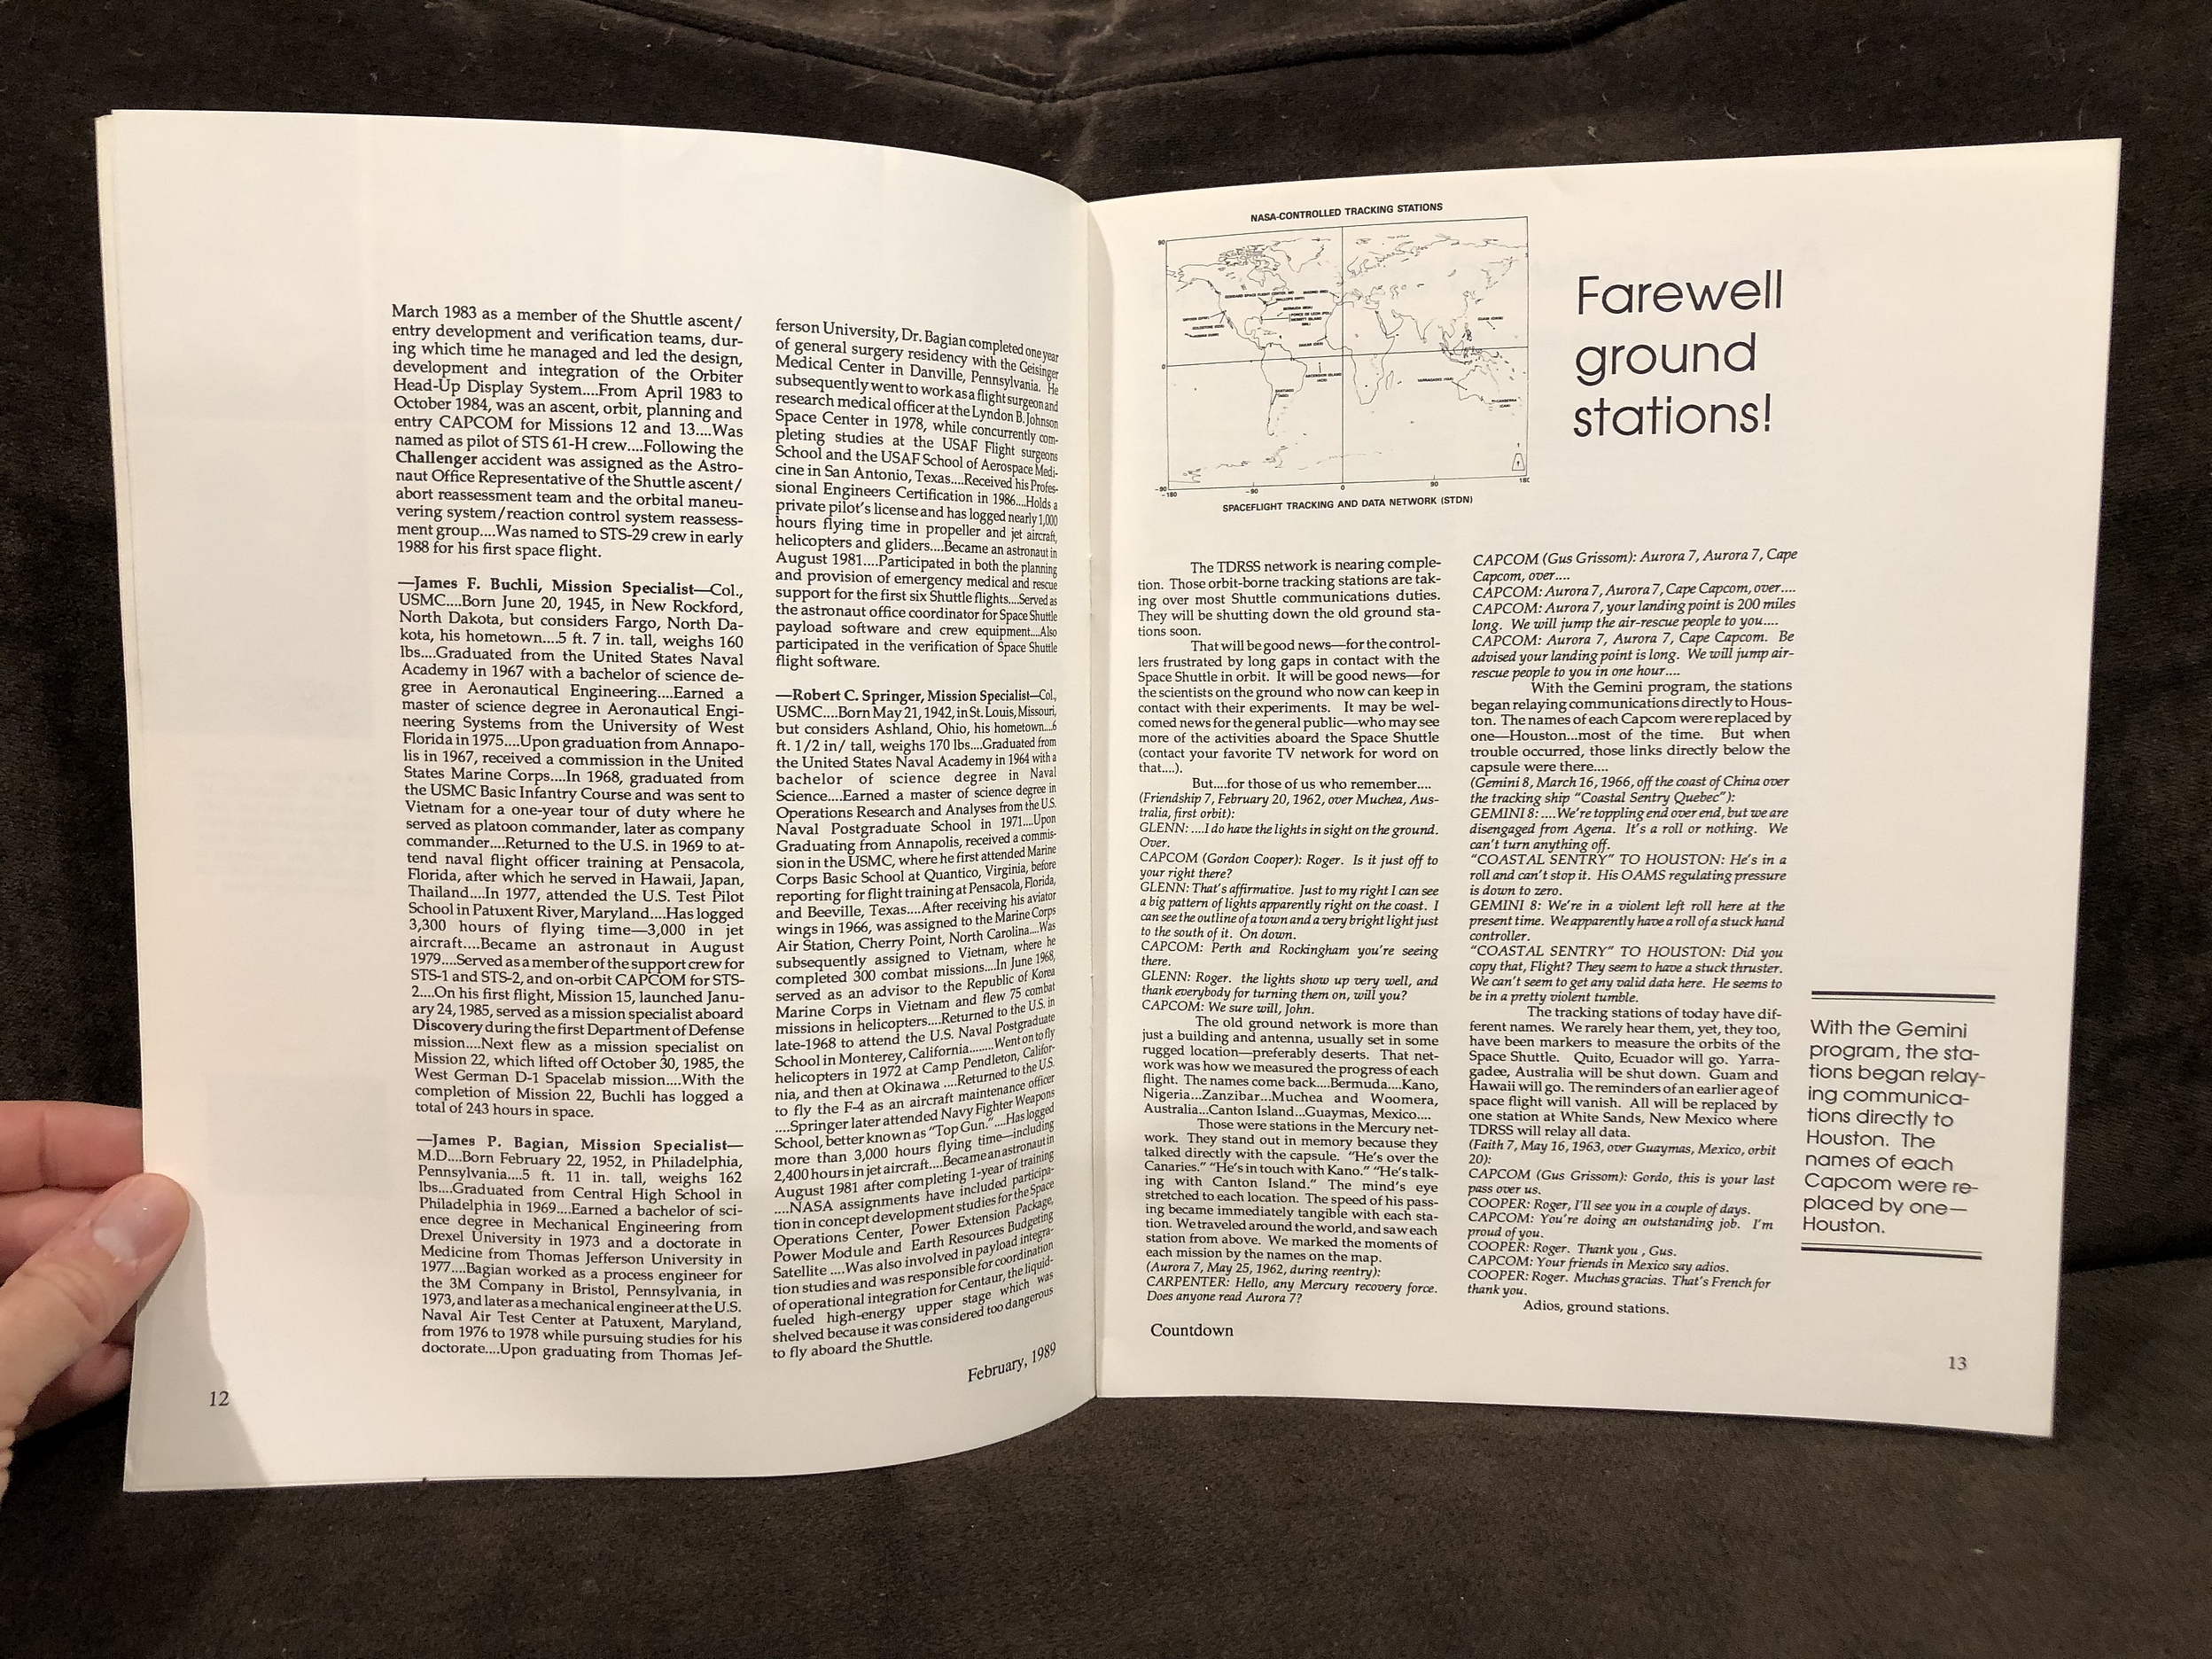 March 1983 as a member of the Shuttle ascent/
entry development and verification teams, dur-
ing which time he managed and led the design,
development and integration of the Orbiter
Head-Up Display System....From April 1983 to
October 1984, was an ascent, orbit, planning and
entry CAPCOM for Missions 12 and 13....Was
named as pilot of STS 61-H crew....Following the
Challenger accident was assigned as the Astro-
naut Office Representative of the Shuttle ascent/
abort reassessment team and the orbital maneu-
vering system/reaction control system reassess-
ment group....Was named to STS-29 crew in early
1988 for his first space flight.
—James F. Buchli, Mission Specialist—Col.,
USMC....Born June 20, 1945, in New Rockford,
North Dakota, but considers Fargo, North Da-
kota, his hometown....5 ft. 7 in. tall, weighs 160
lbs....Graduated from the United States Naval
Academy in 1967 with a bachelor of science de-
gree in Aeronautical Engineering....Earned a
master of science degree in Aeronautical Engi-
neering Systems from the University of West
Florida in 1975....Upon graduation from Annapo-
lis in 1967, received a commission in the United
States Marine Corps....In 1968, graduated from
the USMC Basic Infantry Course and was sent to
Vietnam for a one-year tour of duty where he
served as platoon commander, later as company
commander....Returned to the U.S. in 1969 to at-
tend naval flight officer training at Pensacola,
Florida, after which he served in Hawaii, Japan,
Thailand....In 1977, attended the U.S. Test Pilot
School in Patuxent River, Maryland....Has logged
3,300 hours of flying time—3,000 in jet
aircraft....Became an astronaut in August
1979....Served as a member of the support crew for
STS-1 and STS-2, and on-orbit CAPCOM for STS-
2....On his first flight, Mission 15, launched Janu-
ary 24, 1985, served as a mission specialist aboard
Discovery during the first Department of Defense
mission....Next flew as a mission specialist on
Mission 22, which lifted off October 30, 1985, the
West German D-1 Spacelab mission....With the
completion of Mission 22, Buchli has logged a
total of 243 hours in space.
—James P. Bagian, Mission Specialist—
M.D....Born February 22, 1952, in Philadelphia,
Pennsylvania....5 ft. 11 in. tall, weighs 162
lbs....Graduated from Central High School in
Philadelphia in 1969....Earned a bachelor of sci-
ence degree in Mechanical Engineering from
Drexel University in 1973 and a doctorate in
Medicine from Thomas Jefferson University in
1977....Bagian worked as a process engineer for
the 3M Company in Bristol, Pennsylvania, in
1973, and later as a mechanical engineer at the U.S.
Naval Air Test Center at Patuxent, Maryland,
from 1976 to 1978 while pursuing studies for his
doctorate....Upon graduating from Thomas Jef-
ferson University, Dr. Bagian completed one year
of general surgery residency with the Geisinger
Medical Center in Danville, Pennsylvania. He
subsequently went to work as a flight surgeon and
research medical officer at the Lyndon B. Johnson
Space Center in 1978, while concurrently com-
pleting studies at the USAF Flight surgeons
School and the USAF School of Aerospace Medi-
cine in San Antonio, Texas....Received his Profes-
sional Engineers Certification in 1986....Holds a
private pilot's license and has logged nearly 1,000
hours flying time in propeller and jet aircraft,
helicopters and gliders....Became an astronaut in
August 1981....Participated in both the planning
and provision of emergency medical and rescue
support for the first six Shuttle flights....Served as
the astronaut office coordinator for Space Shuttle
payload software and crew equipment....Also
participated in the verification of Space Shuttle
flight software.
—Robert C. Springer, Mission Specialist—Col.,
USMC....Born May 21, 1942, in St. Louis, Missouri,
but considers Ashland, Ohio, his hometown....6
ft. 1/2 in/ tall, weighs 170 lbs....Graduated from
the United States Naval Academy in 1964 with a
bachelor of science degree in Naval
Science....Earned a master of science degree in
Operations Research and Analyses from the U.S.
Naval Postgraduate School in 1971....Upon
Graduating from Annapolis, received a commis-
sion in the USMC, where he first attended Marine
Corps Basic School at Quantico, Virginia, before
reporting for flight training at Pensacola, Florida,
and Beeville, Texas....After receiving his aviator
wings in 1966, was assigned to the Marine Corps
Air Station, Cherry Point, North Carolina....Was
subsequently assigned to Vietnam, where he
completed 300 combat missions....In June 1968,
served as an advisor to the Republic of Korea
Marine Corps in Vietnam and flew 75 combat
missions in helicopters....Returned to the U.S. in
late-1968 to attend the U.S. Naval Postgraduate
School in Monterey, California........Went on to fly
helicopters in 1972 at Camp Pendleton, Califor-
nia, and then at Okinawa ....Returned to the U.S.
to fly the F-4 as an aircraft maintenance officer
....Springer later attended Navy Fighter Weapons
School, better known as "Top Gun."....Has logged
more than 3,000 hours flying time—including
2,400 hours in jet aircraft....Became an astronaut in
August 1981 after completing 1-year of training
....NASA assignments have included participa-
tion in concept development studies for the Space
Operations Center, Power Extension Package,
Power Module and Earth Resources Budgeting
Satellite ....Was also involved in payload integra-
tion studies and was responsible for coordination
of operational integration for Centaur, the liquid-
fueled high-energy upper stage which was
shelved because it was considered too dangerous
to fly aboard the Shuttle.
February, 1989
12
NASA-CONTROLLED TRACKING STATIONS
90
0
-90
-180
-90
0
90
180
SPACEFLIGHT TRACKING AND DATA NETWORK (STDN)
Farewell
ground
stations!
The TDRSS network is nearing comple-
tion. Those orbit-borne tracking stations are tak-
ing over most Shuttle communications duties.
They will be shutting down the old ground sta-
tions soon.
That will be good news—for the control-
lers frustrated by long gaps in contact with the
Space Shuttle in orbit. It will be good news—for
the scientists on the ground who now can keep in
contact with their experiments. It may be wel-
comed news for the general public—who may see
more of the activities aboard the Space Shuttle
(contact your favorite TV network for word on
that....).
But....for those of us who remember....
(Friendship 7, February 20, 1962, over Muchea, Aus-
tralia, first orbit):
GLENN: ....I do have the lights in sight on the ground.
Over.
CAPCOM (Gordon Cooper): Roger. Is it just off to
your right there?
GLENN: That's affirmative. Just to my right I can see
a big pattern of lights apparently right on the coast. I
can see the outline of a town and a very bright light just
to the south of it. On down.
CAPCOM: Perth and Rockingham you're seeing
there.
GLENN: Roger. the lights show up very well, and
thank everybody for turning them on, will you?
CAPCOM: We sure will, John.
The old ground network is more than
just a building and antenna, usually set in some
rugged location—preferably deserts. That net-
work was how we measured the progress of each
flight. The names come back....Bermuda....Kano,
Nigeria...Zanzibar...Muchea and Woomera,
Australia...Canton Island...Guaymas, Mexico....
Those were stations in the Mercury net-
work. They stand out in memory because they
talked directly with the capsule. "He's over the
Canaries." "He's in touch with Kano." "He's talk-
ing with Canton Island." The mind's eye
stretched to each location. The speed of his pass-
ing became immediately tangible with each sta-
tion. We traveled around the world, and saw each
station from above. We marked the moments of
each mission by the names on the map.
(Aurora 7, May 25, 1962, during reentry):
CARPENTER: Hello, any Mercury recovery force.
Does anyone read Aurora 7?
CAPCOM (Gus Grissom): Aurora 7, Aurora 7, Cape
Capcom, over....
CAPCOM: Aurora 7, Aurora 7, Cape Capcom, over....
CAPCOM: Aurora 7, your landing point is 200 miles
long. We will jump the air-rescue people to you....
CAPCOM: Aurora 7, Aurora 7, Cape Capcom. Be
advised your landing point is long. We will jump air-
rescue people to you in one hour....
With the Gemini program, the stations
began relaying communications directly to Hous-
ton. The names of each Capcom were replaced by
one—Houston...most of the time. But when
trouble occurred, those links directly below the
capsule were there....
(Gemini 8, March 16, 1966, off the coast of China over
the tracking ship "Coastal Sentry Quebec"):
GEMINI 8: ....We're toppling end over end, but we are
disengaged from Agena. It's a roll or nothing. We
can't turn anything off.
"COASTAL SENTRY" TO HOUSTON: He's in a
roll and can't stop it. His OAMS regulating pressure
is down to zero.
GEMINI 8: We're in a violent left roll here at the
present time. We apparently have a roll of a stuck hand
controller.
"COASTAL SENTRY" TO HOUSTON: Did you
copy that, Flight? They seem to have a stuck thruster.
We can't seem to get any valid data here. He seems to
be in a pretty violent tumble.
The tracking stations of today have dif-
ferent names. We rarely hear them, yet, they too,
have been markers to measure the orbits of the
Space Shuttle. Quito, Ecuador will go. Yarra-
gadee, Australia will be shut down. Guam and
Hawaii will go. The reminders of an earlier age of
space flight will vanish. All will be replaced by
one station at White Sands, New Mexico where
TDRSS will relay all data.
(Faith 7, May 16, 1963, over Guaymas, Mexico, orbit
20):
CAPCOM (Gus Grissom): Gordo, this is your last
pass over us.
COOPER: Roger, I'll see you in a couple of days.
CAPCOM: You're doing an outstanding job. I'm
proud of you.
COOPER: Roger. Thank you , Gus.
CAPCOM: Your friends in Mexico say adios.
COOPER: Roger. Muchas gracias. That's French for
thank you.
Adios, ground stations.
With the Gemini
program, the sta-
tions began relay-
ing communica-
tions directly to
Houston. The
names of each
Capcom were re-
placed by one—
Houston.
Countdown
13